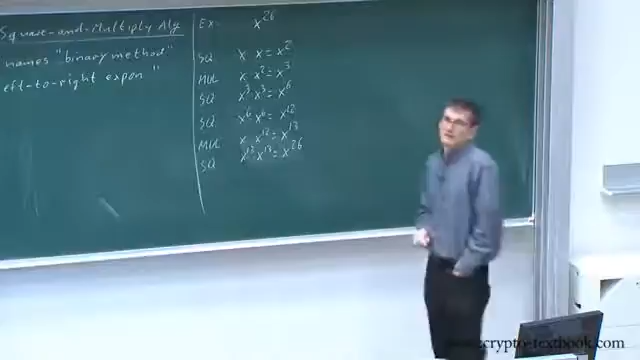 Square-and-Multiply Alg
names "binary method"
eft-to-right expon "
Ex: x^26
SQ x · x = x^2
MUL x · x^2 = x^3
SQ x^3 · x^3 = x^6
SQ x^6 · x^6 = x^12
MUL x · x^12 = x^13
SQ x^13 x^13 = x^26
crypto-textbook.com